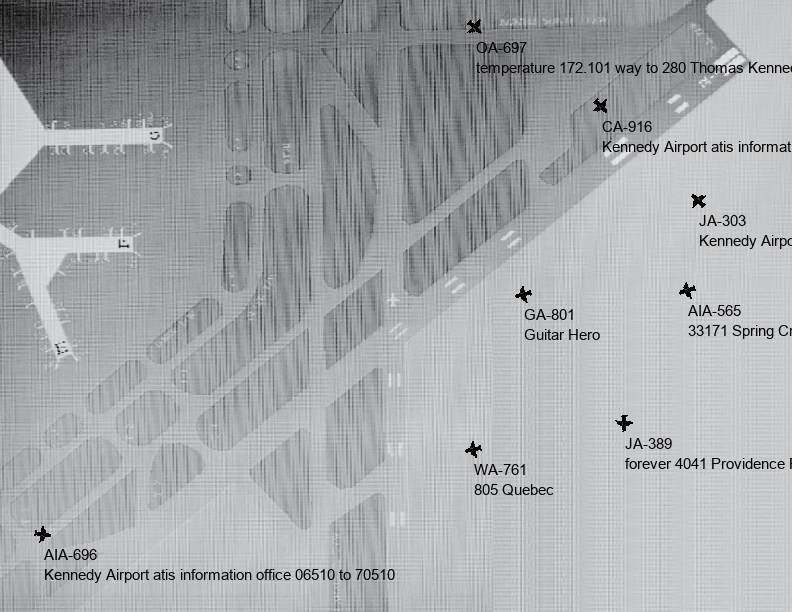 OA-697
temperature 172.101 way to 280 Thomas Kenne
CA-916
Kennedy Airport atis informat
JA-303
Kennedy Airpo
AIA-565
33171 Spring Cr
GA-801
Guitar Hero
JA-389
forever 4041 Providence
WA-761
805 Quebec
AIA-696
Kennedy Airport atis information office 06510 to 70510